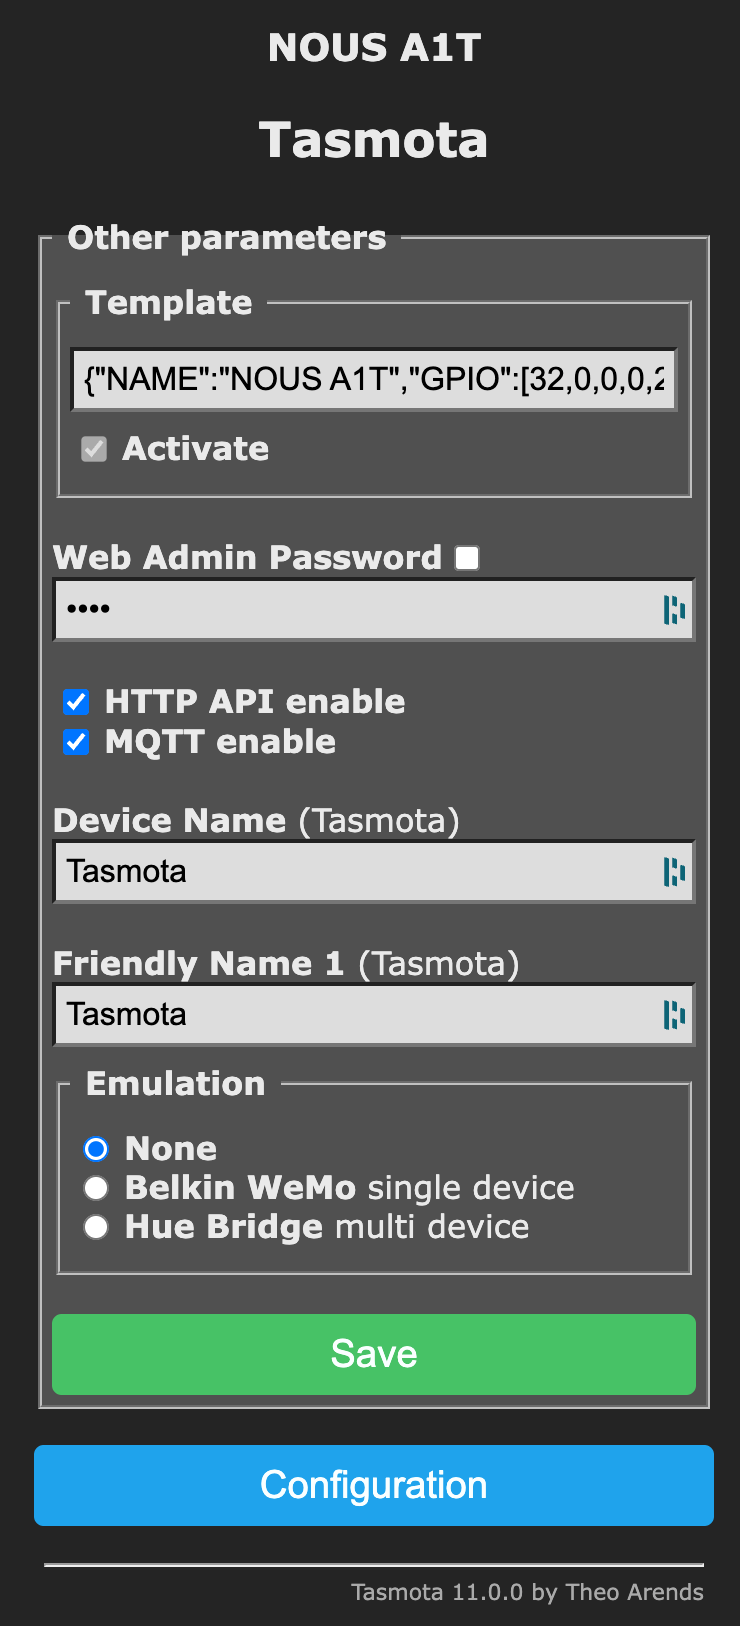 NOUS A1T
Tasmota
Other parameters
Template
{"NAME":"NOUS A1T","GPIO":[32,0,0,0,2
Activate
Web Admin Password
••••
HTTP API enable
MQTT enable
Device Name (Tasmota)
Tasmota
Friendly Name 1 (Tasmota)
Tasmota
Emulation
None
Belkin WeMo single device
Hue Bridge multi device
Save
Configuration
Tasmota 11.0.0 by Theo Arends